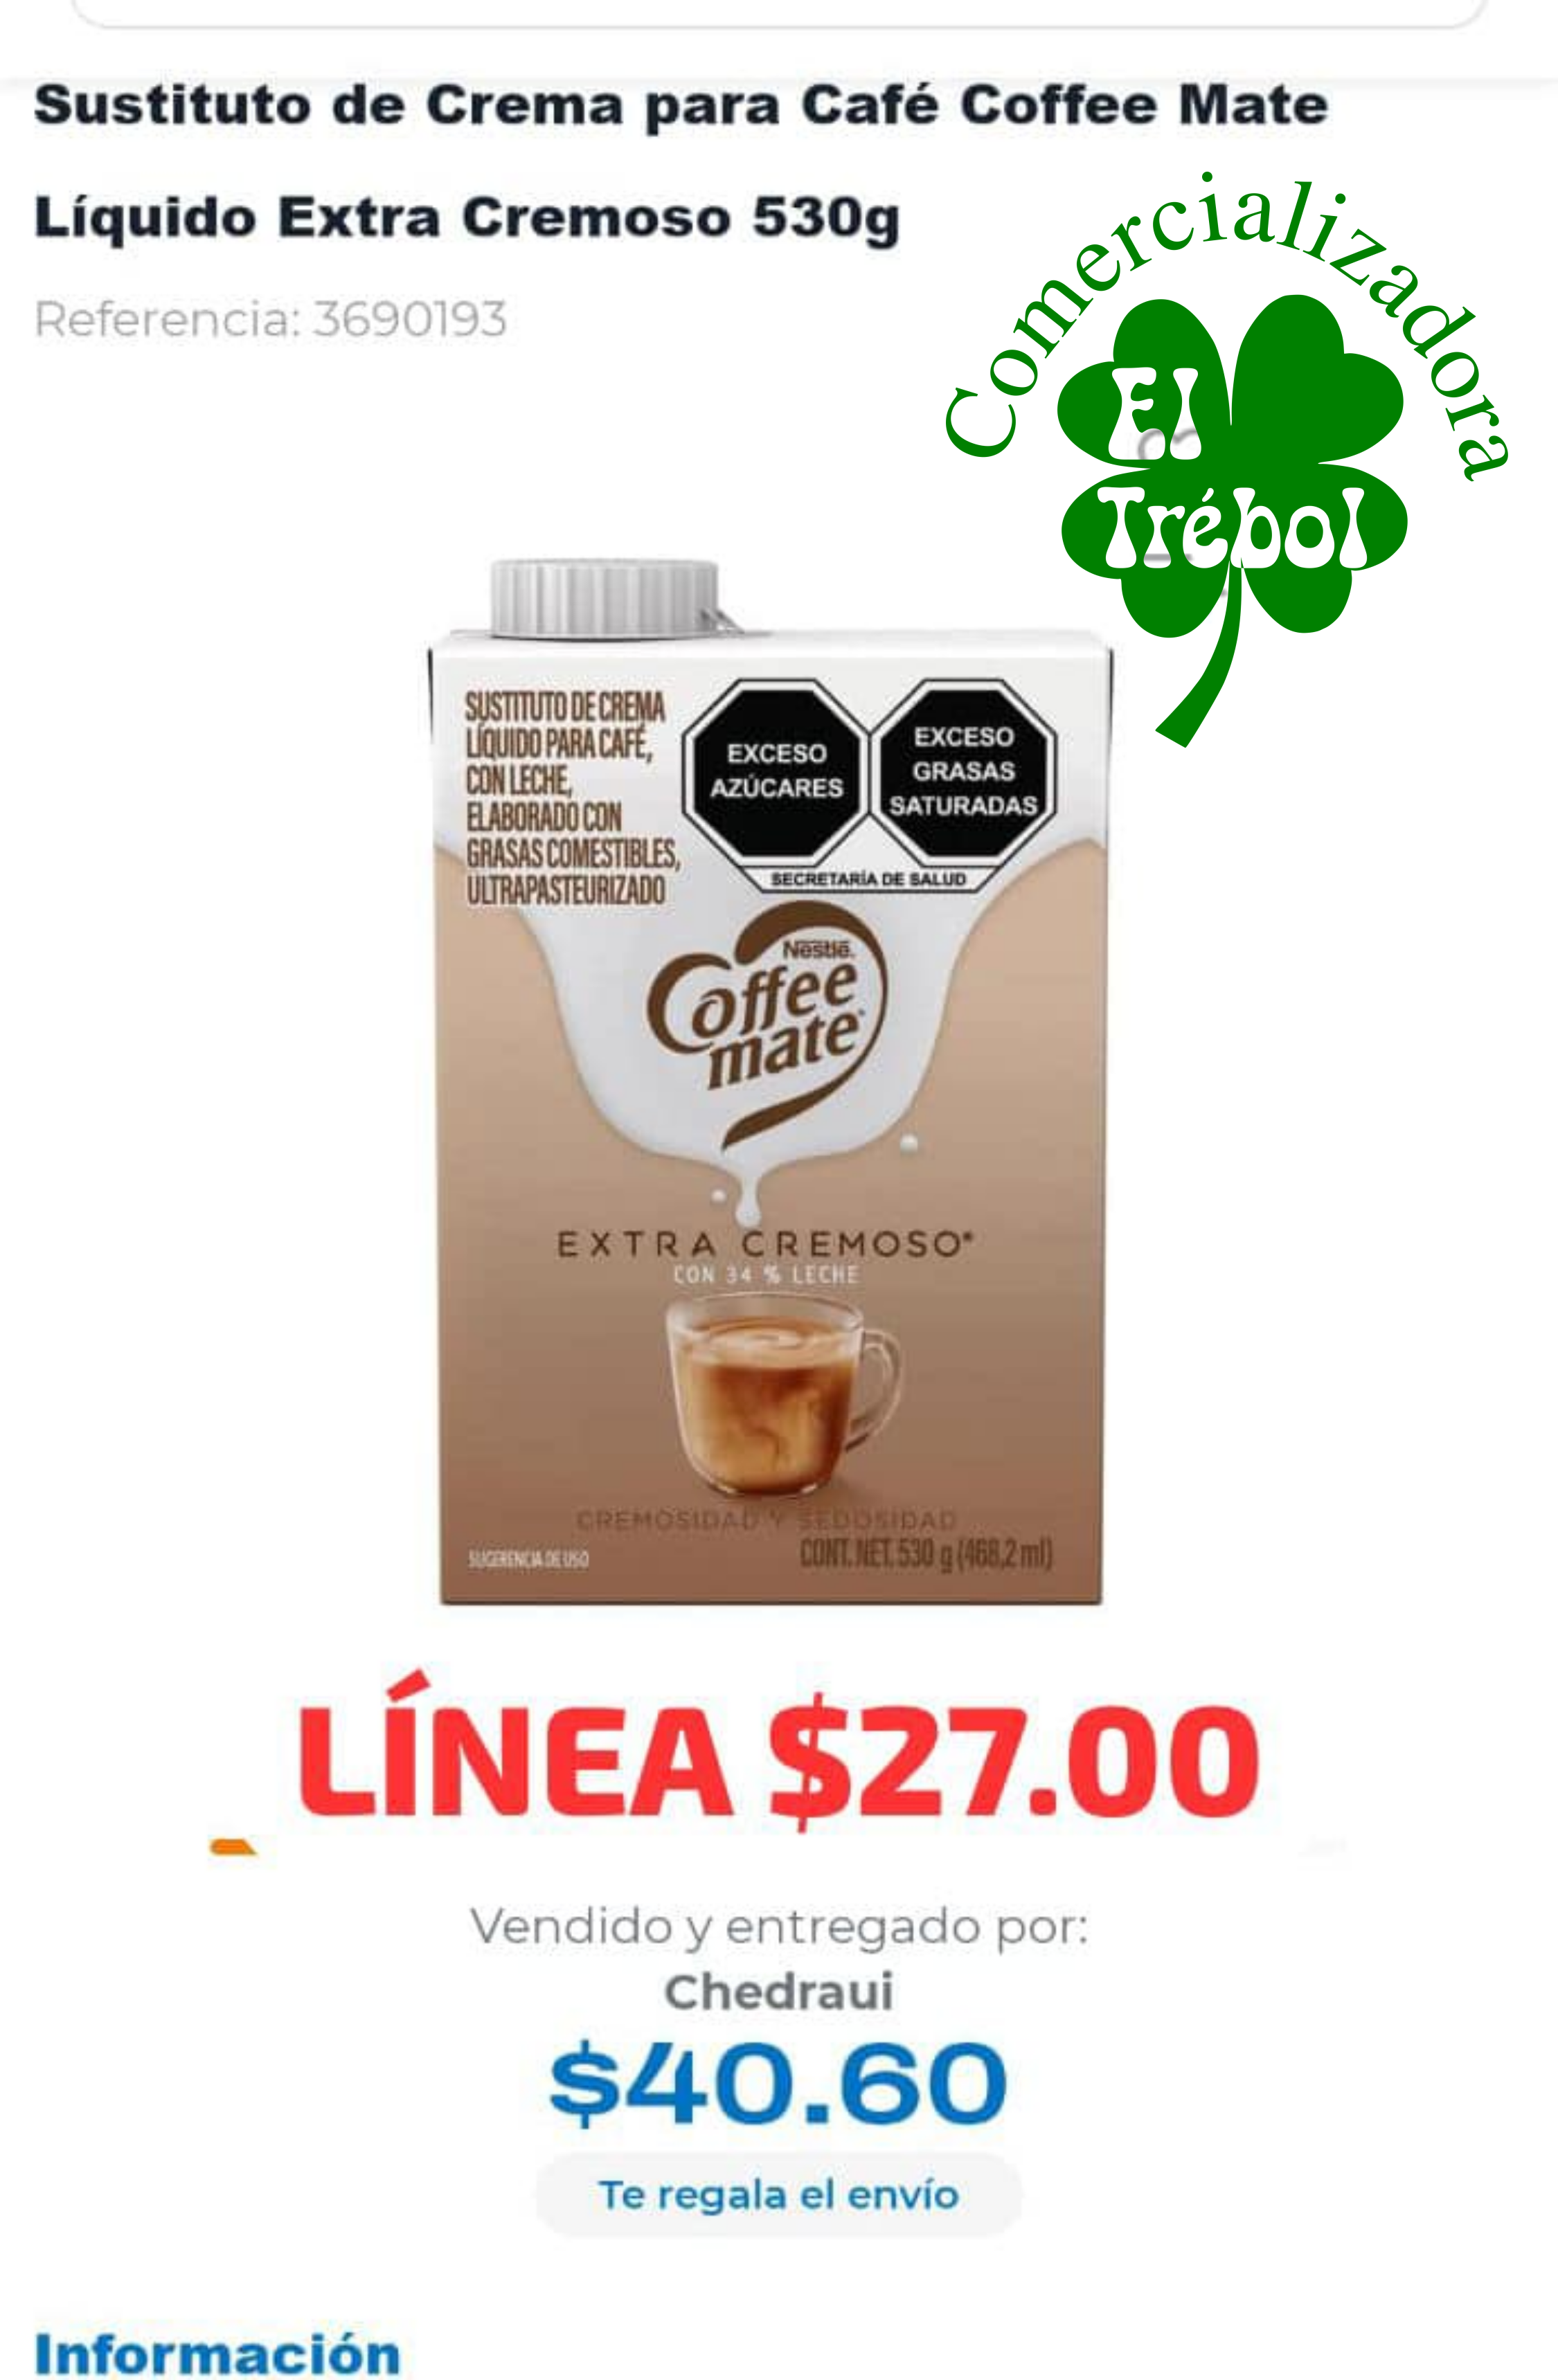 Sustituto de Crema para Café Coffee Mate
Líquido Extra Cremoso 530g
Referencia: 3690193
Comercializadora
El
Trébol
SUSTITUTO DE CREMA
LÍQUIDO PARA CAFÉ,
CON LECHE,
ELABORADO CON
GRASAS COMESTIBLES,
ULTRAPASTEURIZADO
EXCESO
AZÚCARES
EXCESO
GRASAS
SATURADAS
SECRETARÍA DE SALUD
Nestlé.
Coffee
mate
EXTRA CREMOSO*
CON 34 % LECHE
CREMOSIDAD Y SEDOSIDAD
SUGERENCIA DE USO
CONT. NET. 530 g (468,2 ml)
LÍNEA $27.00
Vendido y entregado por:
Chedraui
$40.60
Te regala el envío
Información